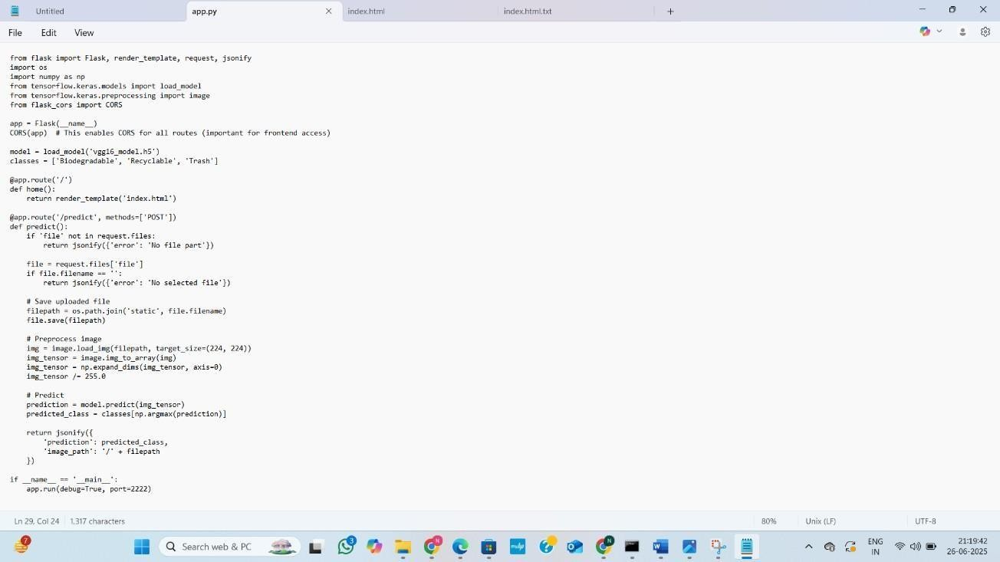 Untitled
app.py
index.html
index.html.txt
File
Edit
View
from flask import Flask, render_template, request, jsonify
import os
import numpy as np
from tensorflow.keras.models import load_model
from tensorflow.keras.preprocessing import image
from flask_cors import CORS
app = Flask(__name__)
CORS(app)  # This enables CORS for all routes (important for frontend access)
model = load_model('vgg16_model.h5')
classes = ['Biodegradable', 'Recyclable', 'Trash']
@app.route('/')
def home():
    return render_template('index.html')
@app.route('/predict', methods=['POST'])
def predict():
    if 'file' not in request.files:
        return jsonify({'error': 'No file part'})
    file = request.files['file']
    if file.filename == '':
        return jsonify({'error': 'No selected file'})
    # Save uploaded file
    filepath = os.path.join('static', file.filename)
    file.save(filepath)
    # Preprocess image
    img = image.load_img(filepath, target_size=(224, 224))
    img_tensor = image.img_to_array(img)
    img_tensor = np.expand_dims(img_tensor, axis=0)
    img_tensor /= 255.0
    # Predict
    prediction = model.predict(img_tensor)
    predicted_class = classes[np.argmax(prediction)]
    return jsonify({
        'prediction': predicted_class,
        'image_path': '/' + filepath
    })
if __name__ == '__main__':
    app.run(debug=True, port=2222)
Ln 29, Col 24
1,317 characters
80%
Unix (LF)
UTF-8
7
Search web & PC
3
N
myhp
N
ENG
IN
21:19:42
26-06-2025